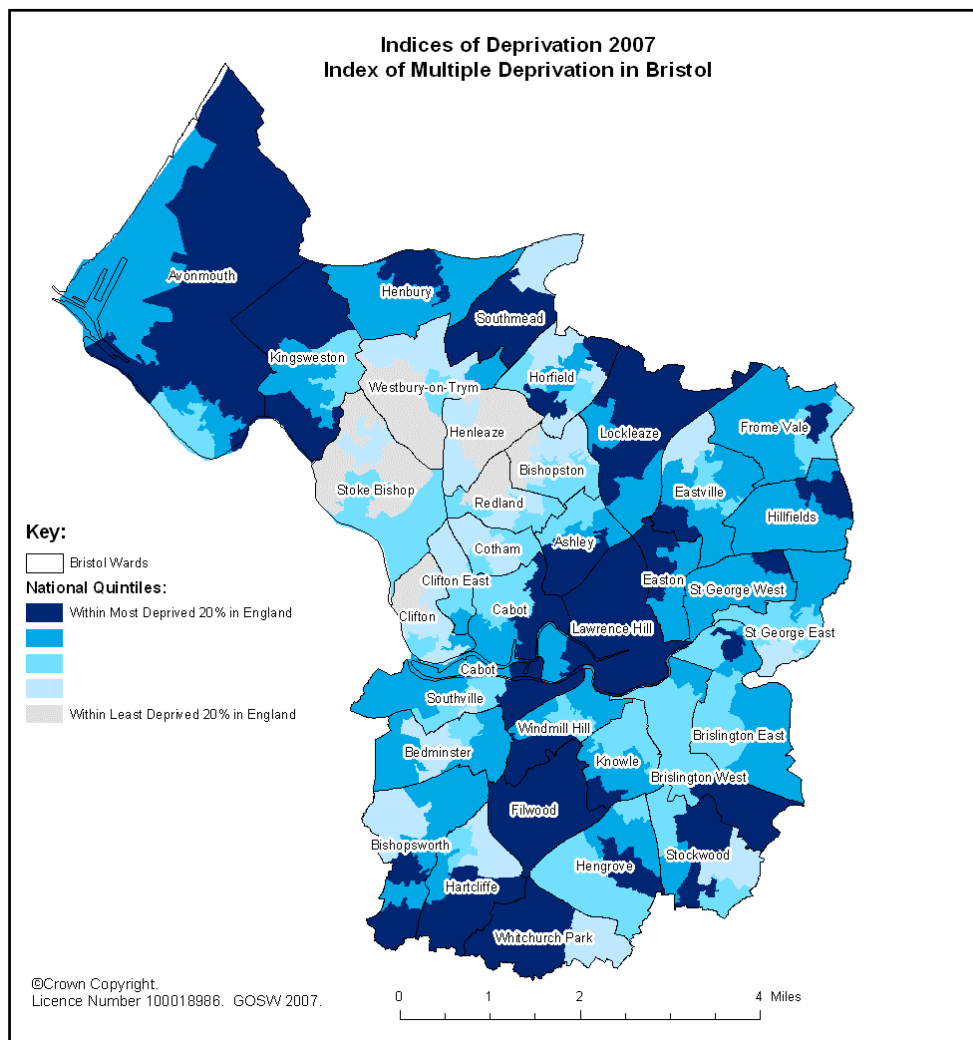 Indices of Deprivation 2007
Index of Multiple Deprivation in Bristol
Avonmouth
Henbury
Southmead
Kingsweston
Westbury-on-Trym
Horfield
Henleaze
Lockleaze
Frome Vale
Bishopston
Stoke Bishop
Redland
Eastville
Hillfields
Cotham
Ashley
Clifton East
Easton
St George West
Clifton
Cabot
Lawrence Hill
St George East
Cabot
Southville
Windmill Hill
Brislington East
Bedminster
Knowle
Brislington West
Filwood
Bishopsworth
Hengrove
Stockwood
Hartcliffe
Whitchurch Park
Key:
Bristol Wards
National Quintiles:
Within Most Deprived 20% in England
Within Least Deprived 20% in England
©Crown Copyright.
Licence Number 100018986. GOSW 2007.
0 1 2 4 Miles